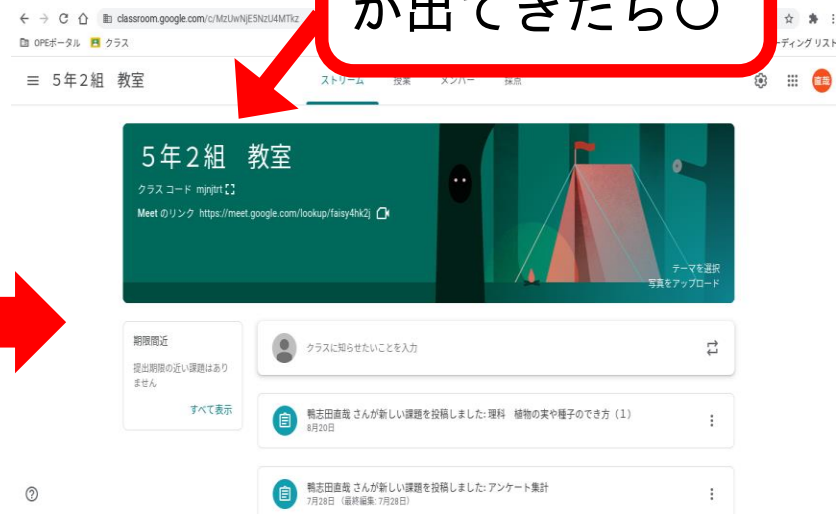 が出てきたら〇
classroom.google.com/c/MzUwNjE5NzU4MTkz
OPEポータル クラス
ーディング リスト
5年2組 教室
ストリーム 授業 メンバー 採点
直哉
5年2組 教室
クラス コード mjnjtrt
Meet のリンク https://meet.google.com/lookup/faisy4hk2j
テーマを選択
写真をアップロード
期限間近
提出期限の近い課題はあり
ません
すべて表示
クラスに知らせたいことを入力
鴨志田直哉 さんが新しい課題を投稿しました: 理科 植物の実や種子のでき方（1）
8月20日
鴨志田直哉 さんが新しい課題を投稿しました: アンケート集計
7月28日 （最終編集: 7月28日）